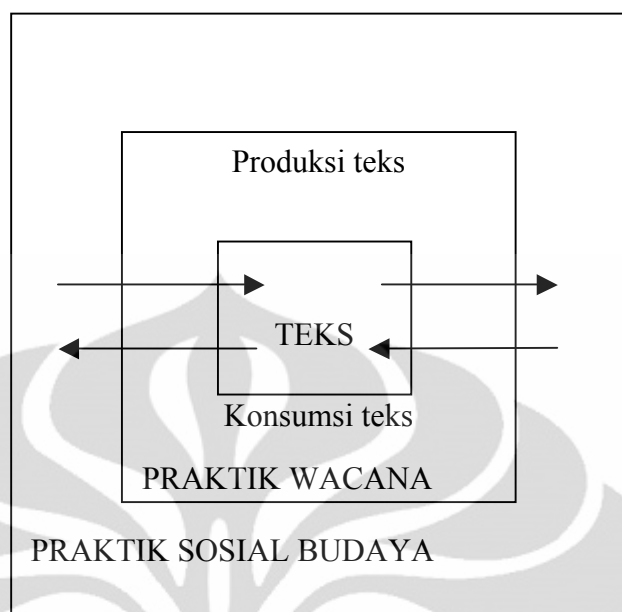 Produksi teks
TEKS
Konsumsi teks
PRAKTIK WACANA
PRAKTIK SOSIAL BUDAYA